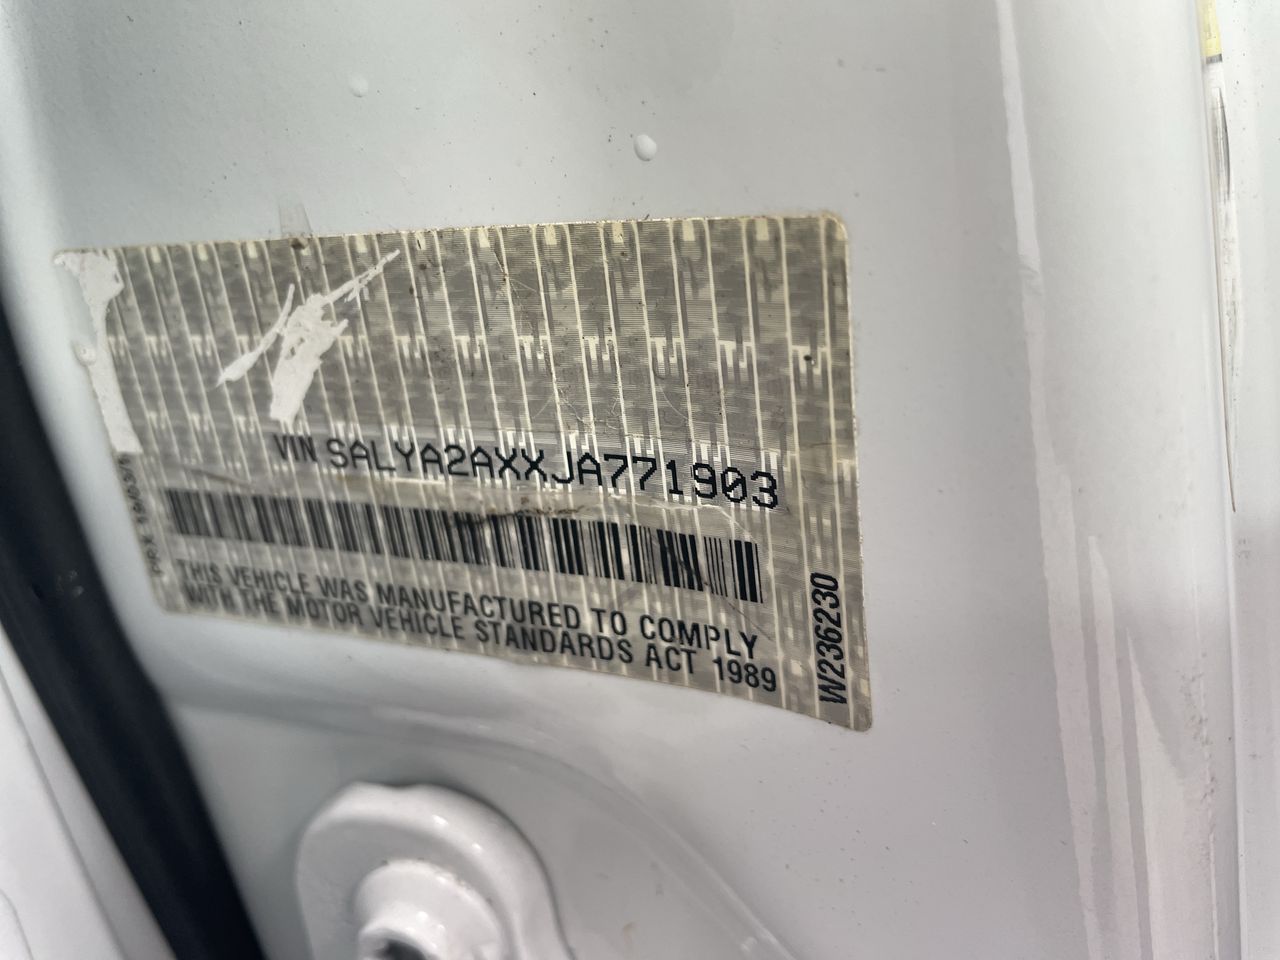 VIN SALYA2AXXJA771903
THIS VEHICLE WAS MANUFACTURED TO COMPLY
WITH THE MOTOR VEHICLE STANDARDS ACT 1989
W236230